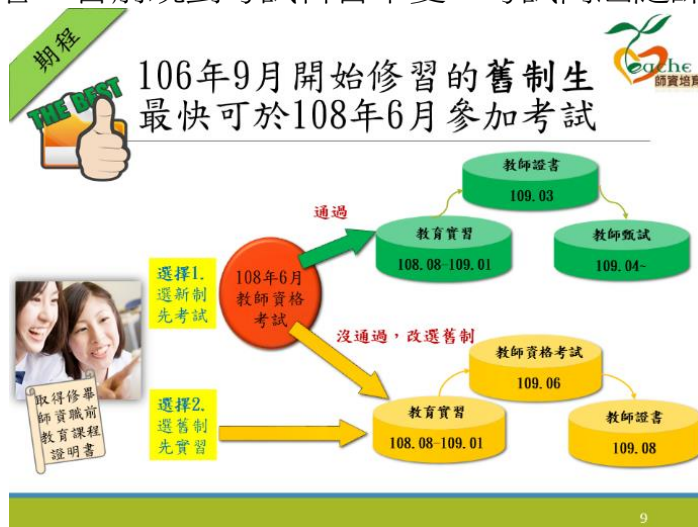 期程
THE BEST
106年9月開始修習的舊制生
最快可於108年6月參加考試
eache
師資培育
教師證書
109.03
通過
教育實習
108.08-109.01
教師甄試
109.04~
選擇1.
選新制
先考試
108年6月
教師資格
考試
沒通過，改選舊制
教師資格考試
109.06
取得修畢
師資職前
教育課程
證明書
選擇2.
選舊制
先實習
教育實習
108.08-109.01
教師證書
109.08
9